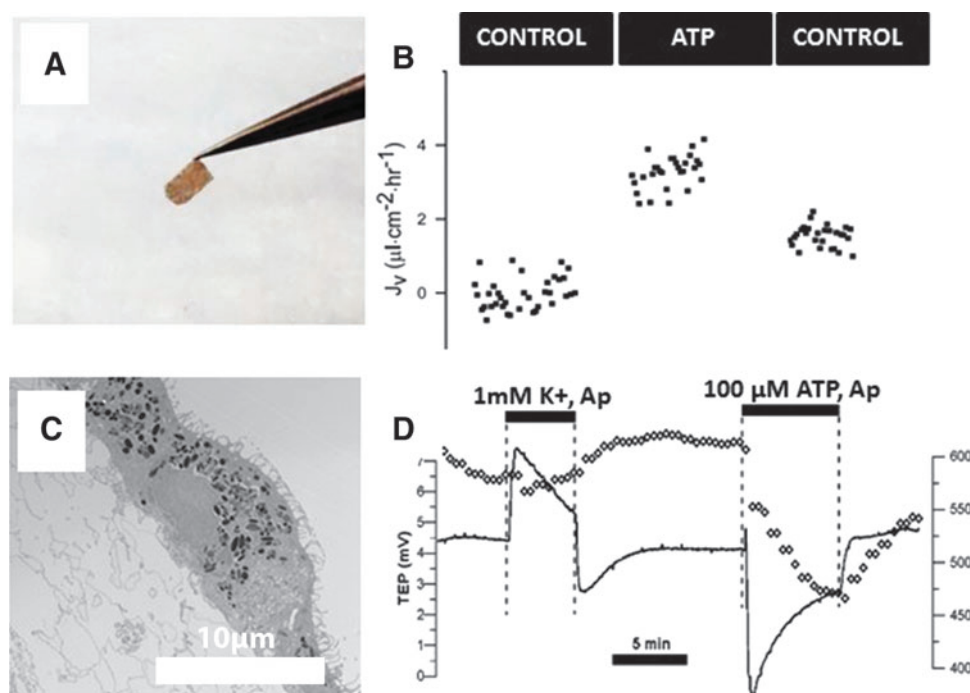 A
B
CONTROL ATP CONTROL
4
2
0
Jv (µl·cm-2·hr-1)
C
10µm
D
1mM K+, Ap 100 µM ATP, Ap
7
6
5
4
3
2
1
0
TEP (mV)
600
550
500
450
400
5 min